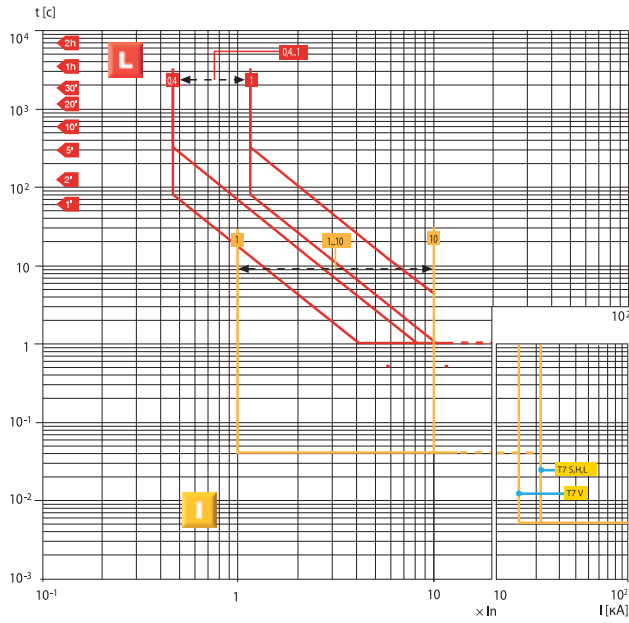 t [c]
10⁴
2h
L
0,4...1
1h
0,4
1
30'
20'
10³
10'
5'
10²
2'
1'
1
1...10
10
10
10²
1
10⁻¹
T7 S,H,L
10⁻²
T7 V
I
10⁻³
10⁻¹
1
10
10
10²
× In
I [кА]